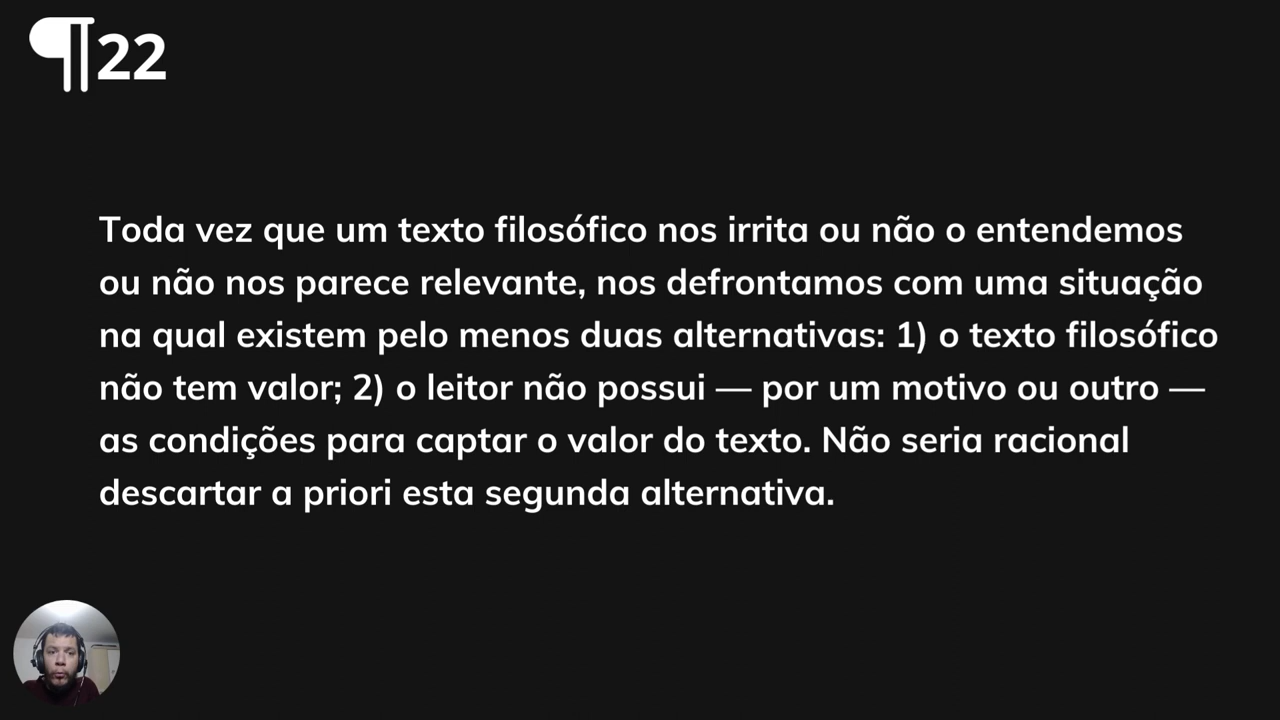 ¶22
Toda vez que um texto filosófico nos irrita ou não o entendemos
ou não nos parece relevante, nos defrontamos com uma situação
na qual existem pelo menos duas alternativas: 1) o texto filosófico
não tem valor; 2) o leitor não possui — por um motivo ou outro —
as condições para captar o valor do texto. Não seria racional
descartar a priori esta segunda alternativa.